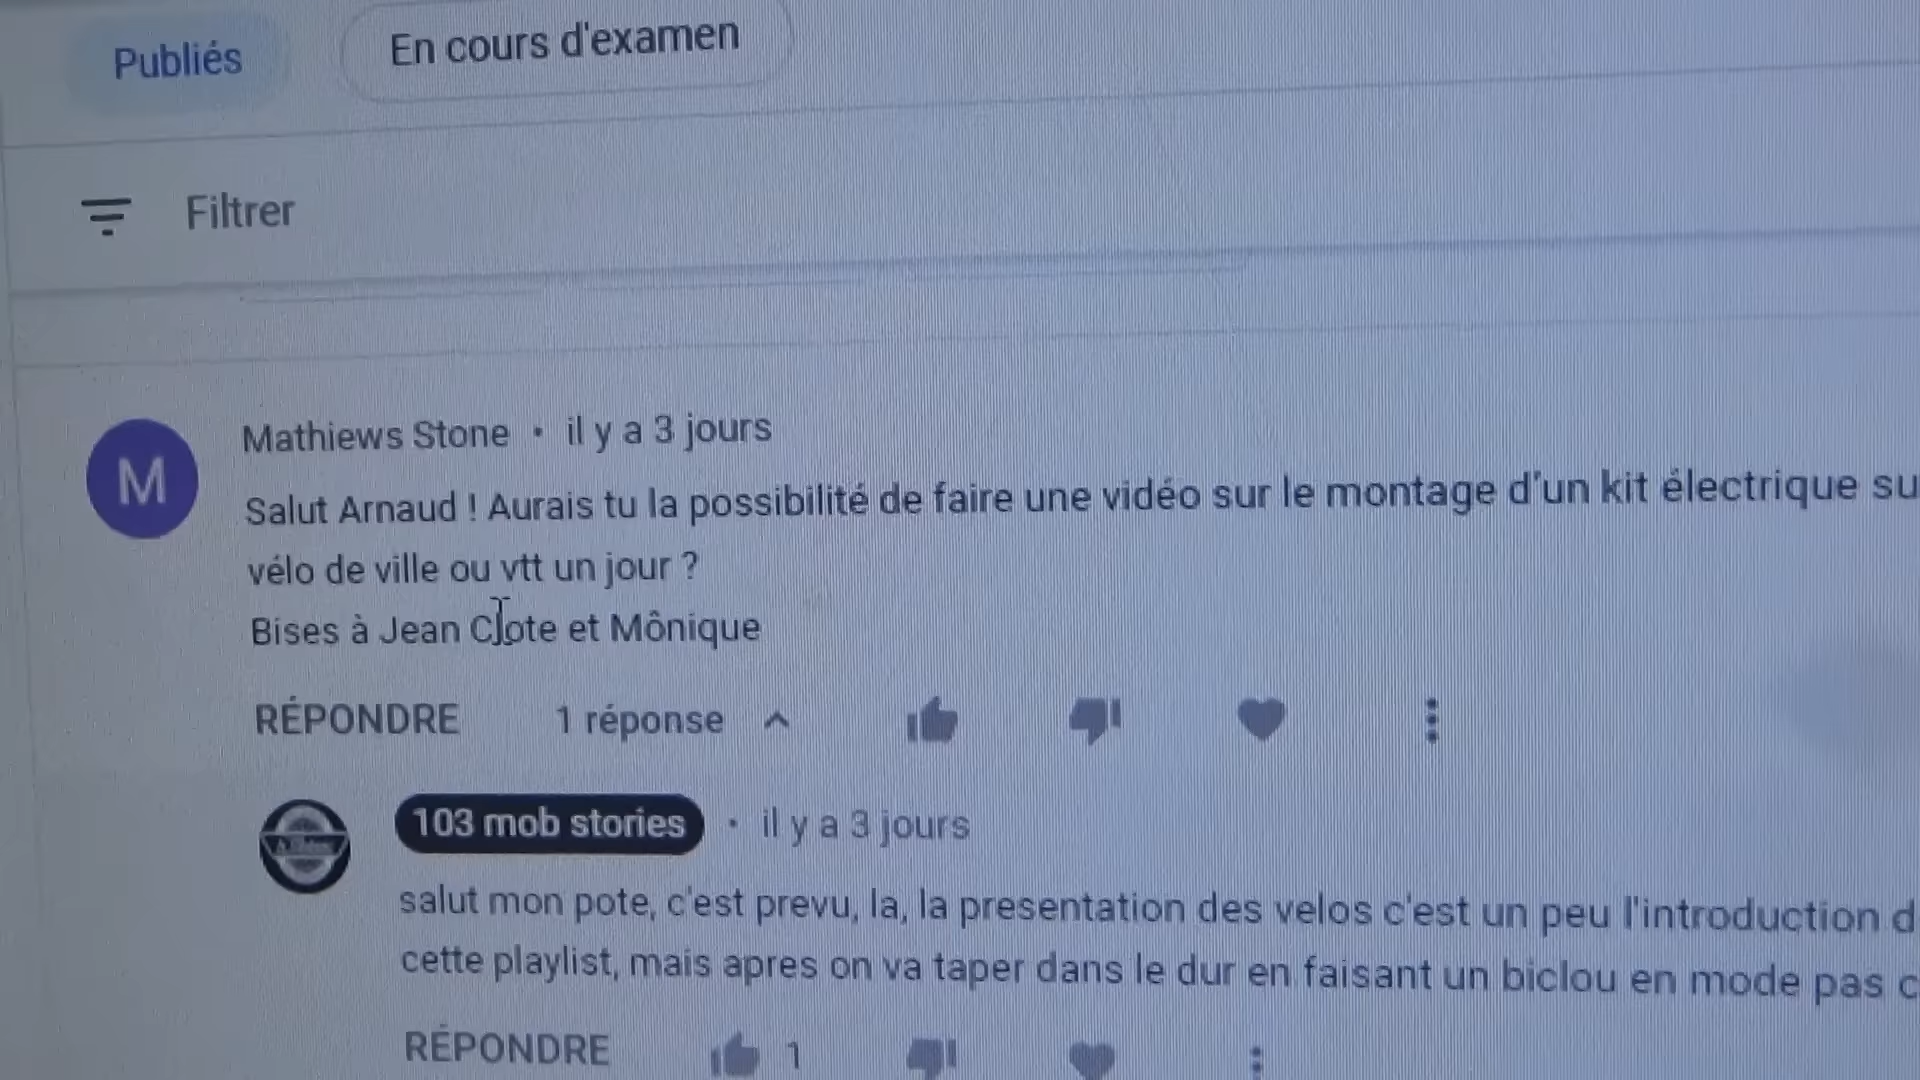 Publiés
En cours d'examen
Filtrer
M
Mathiews Stone • il y a 3 jours
Salut Arnaud ! Aurais tu la possibilité de faire une vidéo sur le montage d'un kit électrique su
vélo de ville ou vtt un jour ?
Bises à Jean Clote et Mônique
RÉPONDRE 1 réponse
103 mob stories • il y a 3 jours
salut mon pote, c'est prevu, la, la presentation des velos c'est un peu l'introduction d
cette playlist, mais apres on va taper dans le dur en faisant un biclou en mode pas c
RÉPONDRE 1